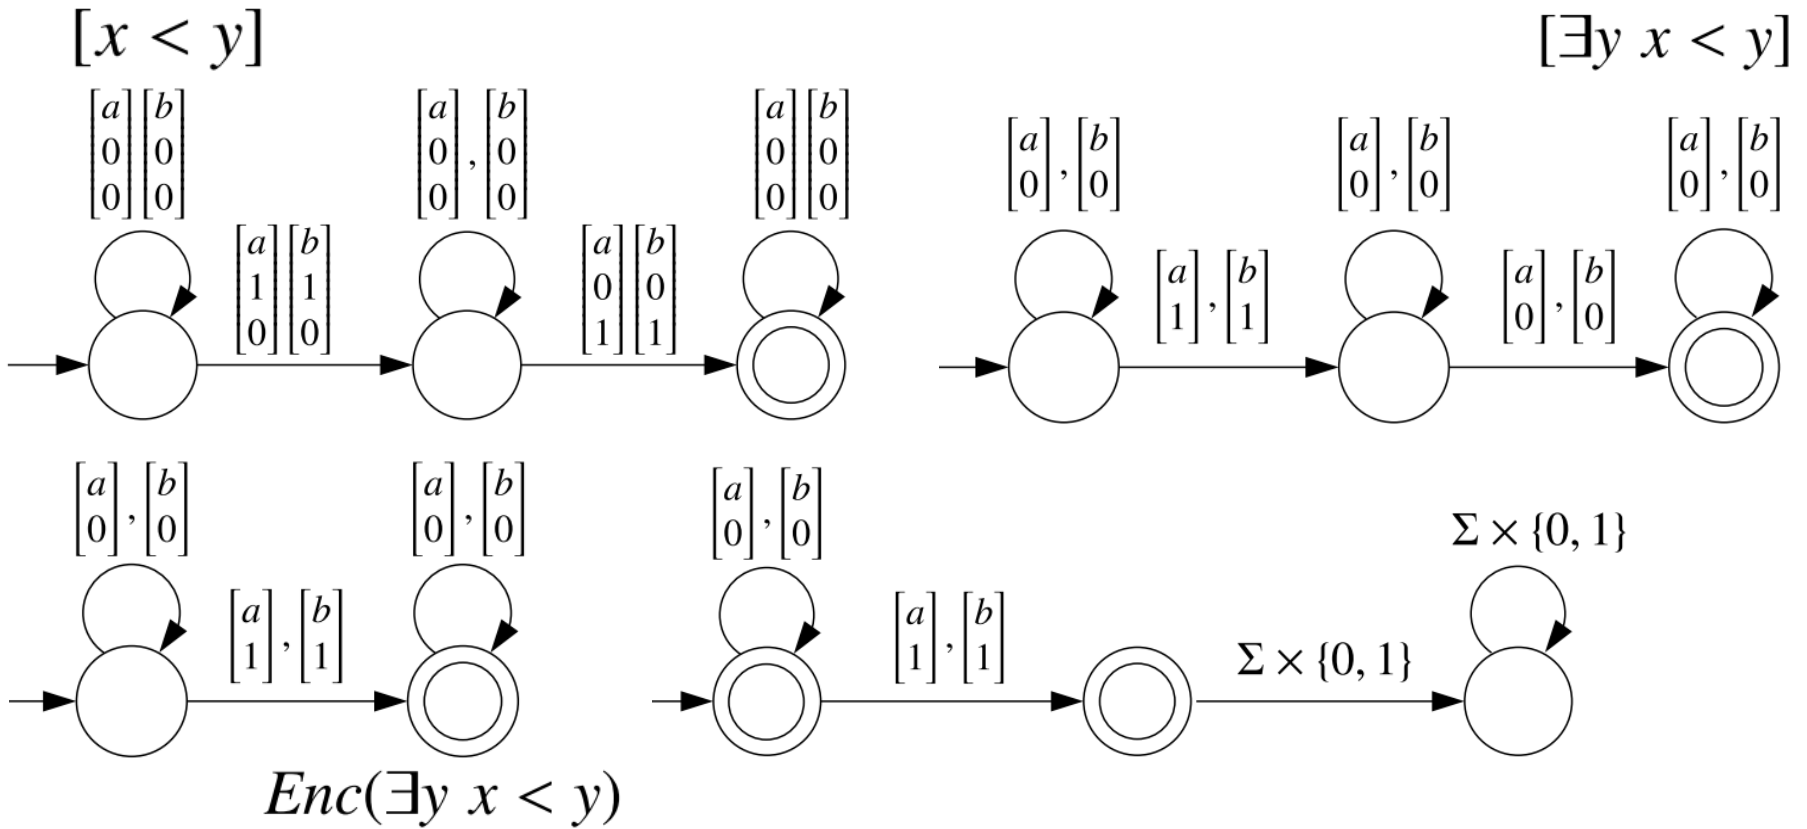 [x < y]
[∃y x < y]
[a 0 0] [b 0 0]
[a 0 0] , [b 0 0]
[a 0 0] [b 0 0]
[a 0] , [b 0]
[a 0] , [b 0]
[a 0] , [b 0]
[a 1 0] [b 1 0]
[a 0 1] [b 0 1]
[a 1] , [b 1]
[a 0] , [b 0]
[a 0] , [b 0]
[a 0] , [b 0]
[a 0] , [b 0]
Σ × {0, 1}
[a 1] , [b 1]
[a 1] , [b 1]
Σ × {0, 1}
Enc(∃y x < y)